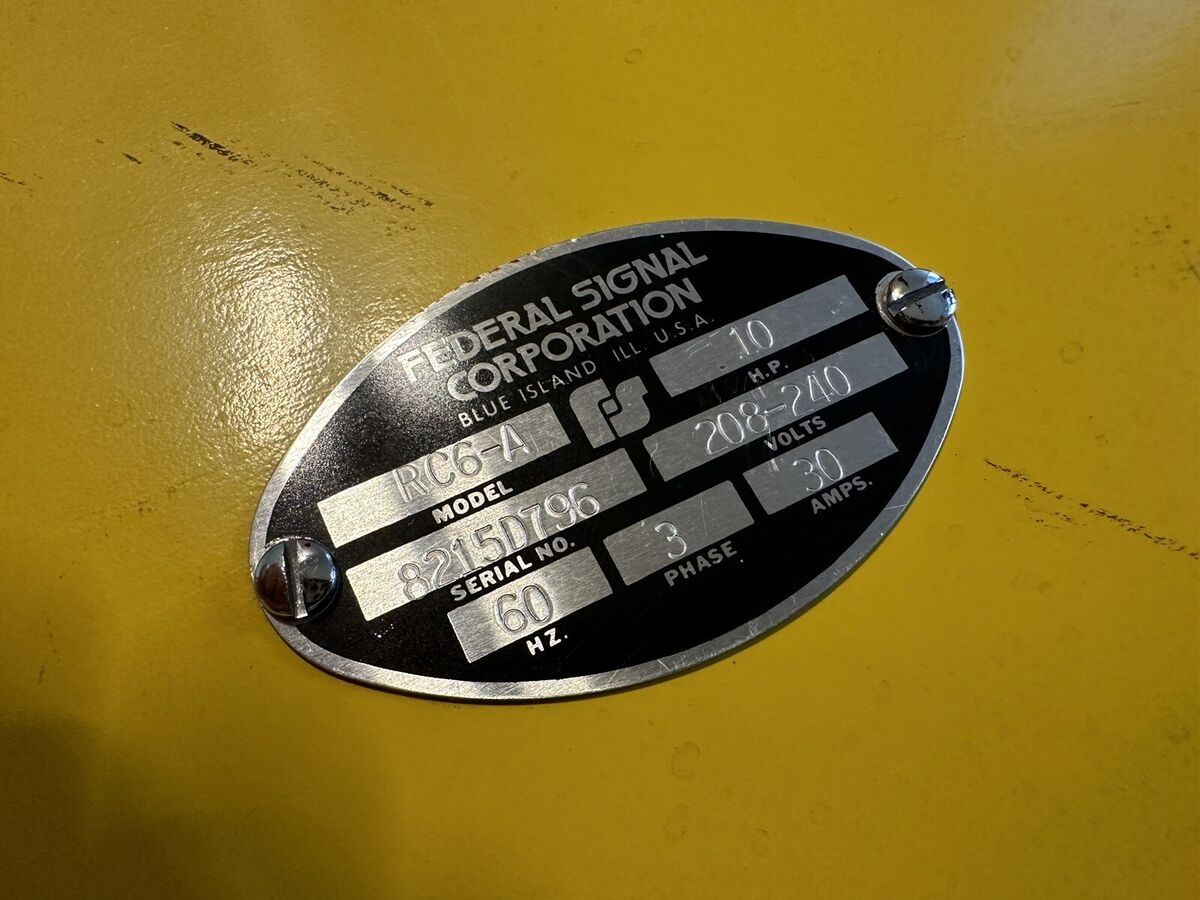 FEDERAL SIGNAL
CORPORATION
BLUE ISLAND ILL. U.S.A.
FS
10
H.P.
RC6-A
MODEL
208-240
VOLTS
8215D796
SERIAL NO.
30
AMPS.
3
PHASE
60
HZ.